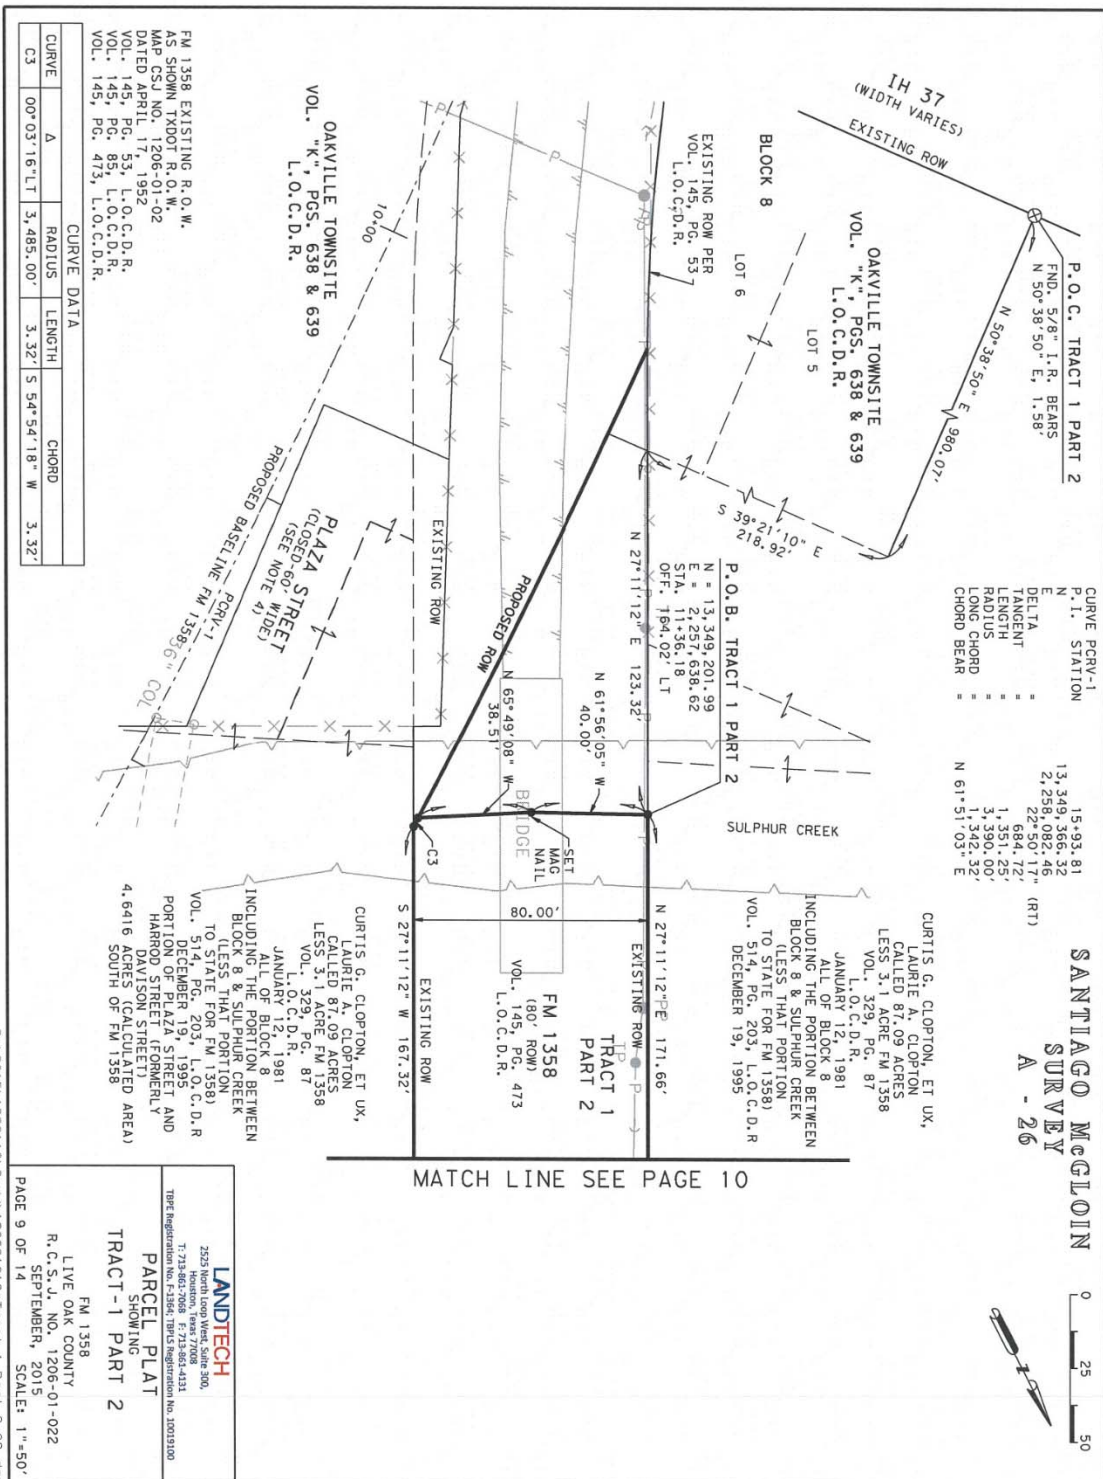 P.O.C. TRACT 1 PART 2
FND. 5/8" I.R. BEARS
N 50°38'50" E, 1.58'
IH 37
(WIDTH VARIES)
EXISTING ROW
N 50°38'50" E 980.07'
OAKVILLE TOWNSITE
VOL. "K", PGS. 638 & 639
L.O.C.D.R.
BLOCK 8
LOT 6
LOT 5
S 39°21'10" E
218.92'
EXISTING ROW PER
VOL. 145, PG. 53
L.O.C.D.R.
CURVE PCRV-1
P.I. STATION 15+93.81
N 13,349,366.32
E 2,258,082.46
DELTA = 22°50'17" (RT)
TANGENT = 684.72'
LENGTH = 1,351.25'
RADIUS = 3,390.00'
LONG CHORD = 1,342.32'
CHORD BEAR = N 61°51'03" E
SANTIAGO McGLOIN
SURVEY
A - 26
0 25 50
N
P.O.B. TRACT 1 PART 2
N = 13,349,201.99
E = 2,257,638.62
STA. 11+36.18
OFF. 164.02' LT
N 27°11'12" E 123.32'
SULPHUR CREEK
CURTIS G. CLOPTON, ET UX,
LAURIE A. CLOPTON
CALLED 87.09 ACRES
LESS 3.1 ACRE FM 1358
VOL. 329, PG. 87
L.O.C.D.R.
JANUARY 12, 1981
ALL OF BLOCK 8
INCLUDING THE PORTION BETWEEN
BLOCK 8 & SULPHUR CREEK
(LESS THAT PORTION
TO STATE FOR FM 1358)
VOL. 514, PG. 203, L.O.C.D.R
DECEMBER 19, 1995
N 27°11'12" E 171.66'
EXISTING ROW
PP
TP
P
TRACT 1
PART 2
FM 1358
(80' ROW)
VOL. 145, PG. 473
L.O.C.D.R.
80.00'
N 61°56'05" W
40.00'
SET
MAG
NAIL
BRIDGE
N 65°49'08" W
38.51'
C3
PROPOSED ROW
EXISTING ROW
S 27°11'12" W 167.32'
EXISTING ROW
MATCH LINE SEE PAGE 10
OAKVILLE TOWNSITE
VOL. "K", PGS. 638 & 639
L.O.C.D.R.
10+00
PLAZA STREET
(CLOSED-60' WIDE)
(SEE NOTE 4)
PROPOSED BASELINE FM 1358
PCRV-1
36" COL
CURTIS G. CLOPTON, ET UX,
LAURIE A. CLOPTON
CALLED 87.09 ACRES
LESS 3.1 ACRE FM 1358
VOL. 329, PG. 87
L.O.C.D.R.
JANUARY 12, 1981
ALL OF BLOCK 8
INCLUDING THE PORTION BETWEEN
BLOCK 8 & SULPHUR CREEK
(LESS THAT PORTION
TO STATE FOR FM 1358)
VOL. 514, PG. 203, L.O.C.D.R
DECEMBER 19, 1995
PORTION OF PLAZA STREET AND
HARROD STREET (FORMERLY
DAVISON STREET)
4.6416 ACRES (CALCULATED AREA)
SOUTH OF FM 1358
FM 1358 EXISTING R.O.W.
AS SHOWN TXDOT R.O.W.
MAP CSJ NO. 1206-01-02
DATED APRIL 17, 1952
VOL. 145, PG. 53, L.O.C.D.R.
VOL. 145, PG. 85, L.O.C.D.R.
VOL. 145, PG. 473, L.O.C.D.R.
CURVE DATA
CURVE Δ RADIUS LENGTH CHORD
C3 00°03'16"LT 3,485.00' 3.32' S 54°54'18" W 3.32'
LANDTECH
2525 North Loop West, Suite 300,
Houston, Texas 77008
T: 713-861-7068 F: 713-861-4131
TBPE Registration No. F-1364; TBPLS Registration No. 10019100
PARCEL PLAT
SHOWING
TRACT-1 PART 2
FM 1358
LIVE OAK COUNTY
R.C.S.J. NO. 1206-01-022
SEPTEMBER, 2015
PAGE 9 OF 14 SCALE: 1"=50'